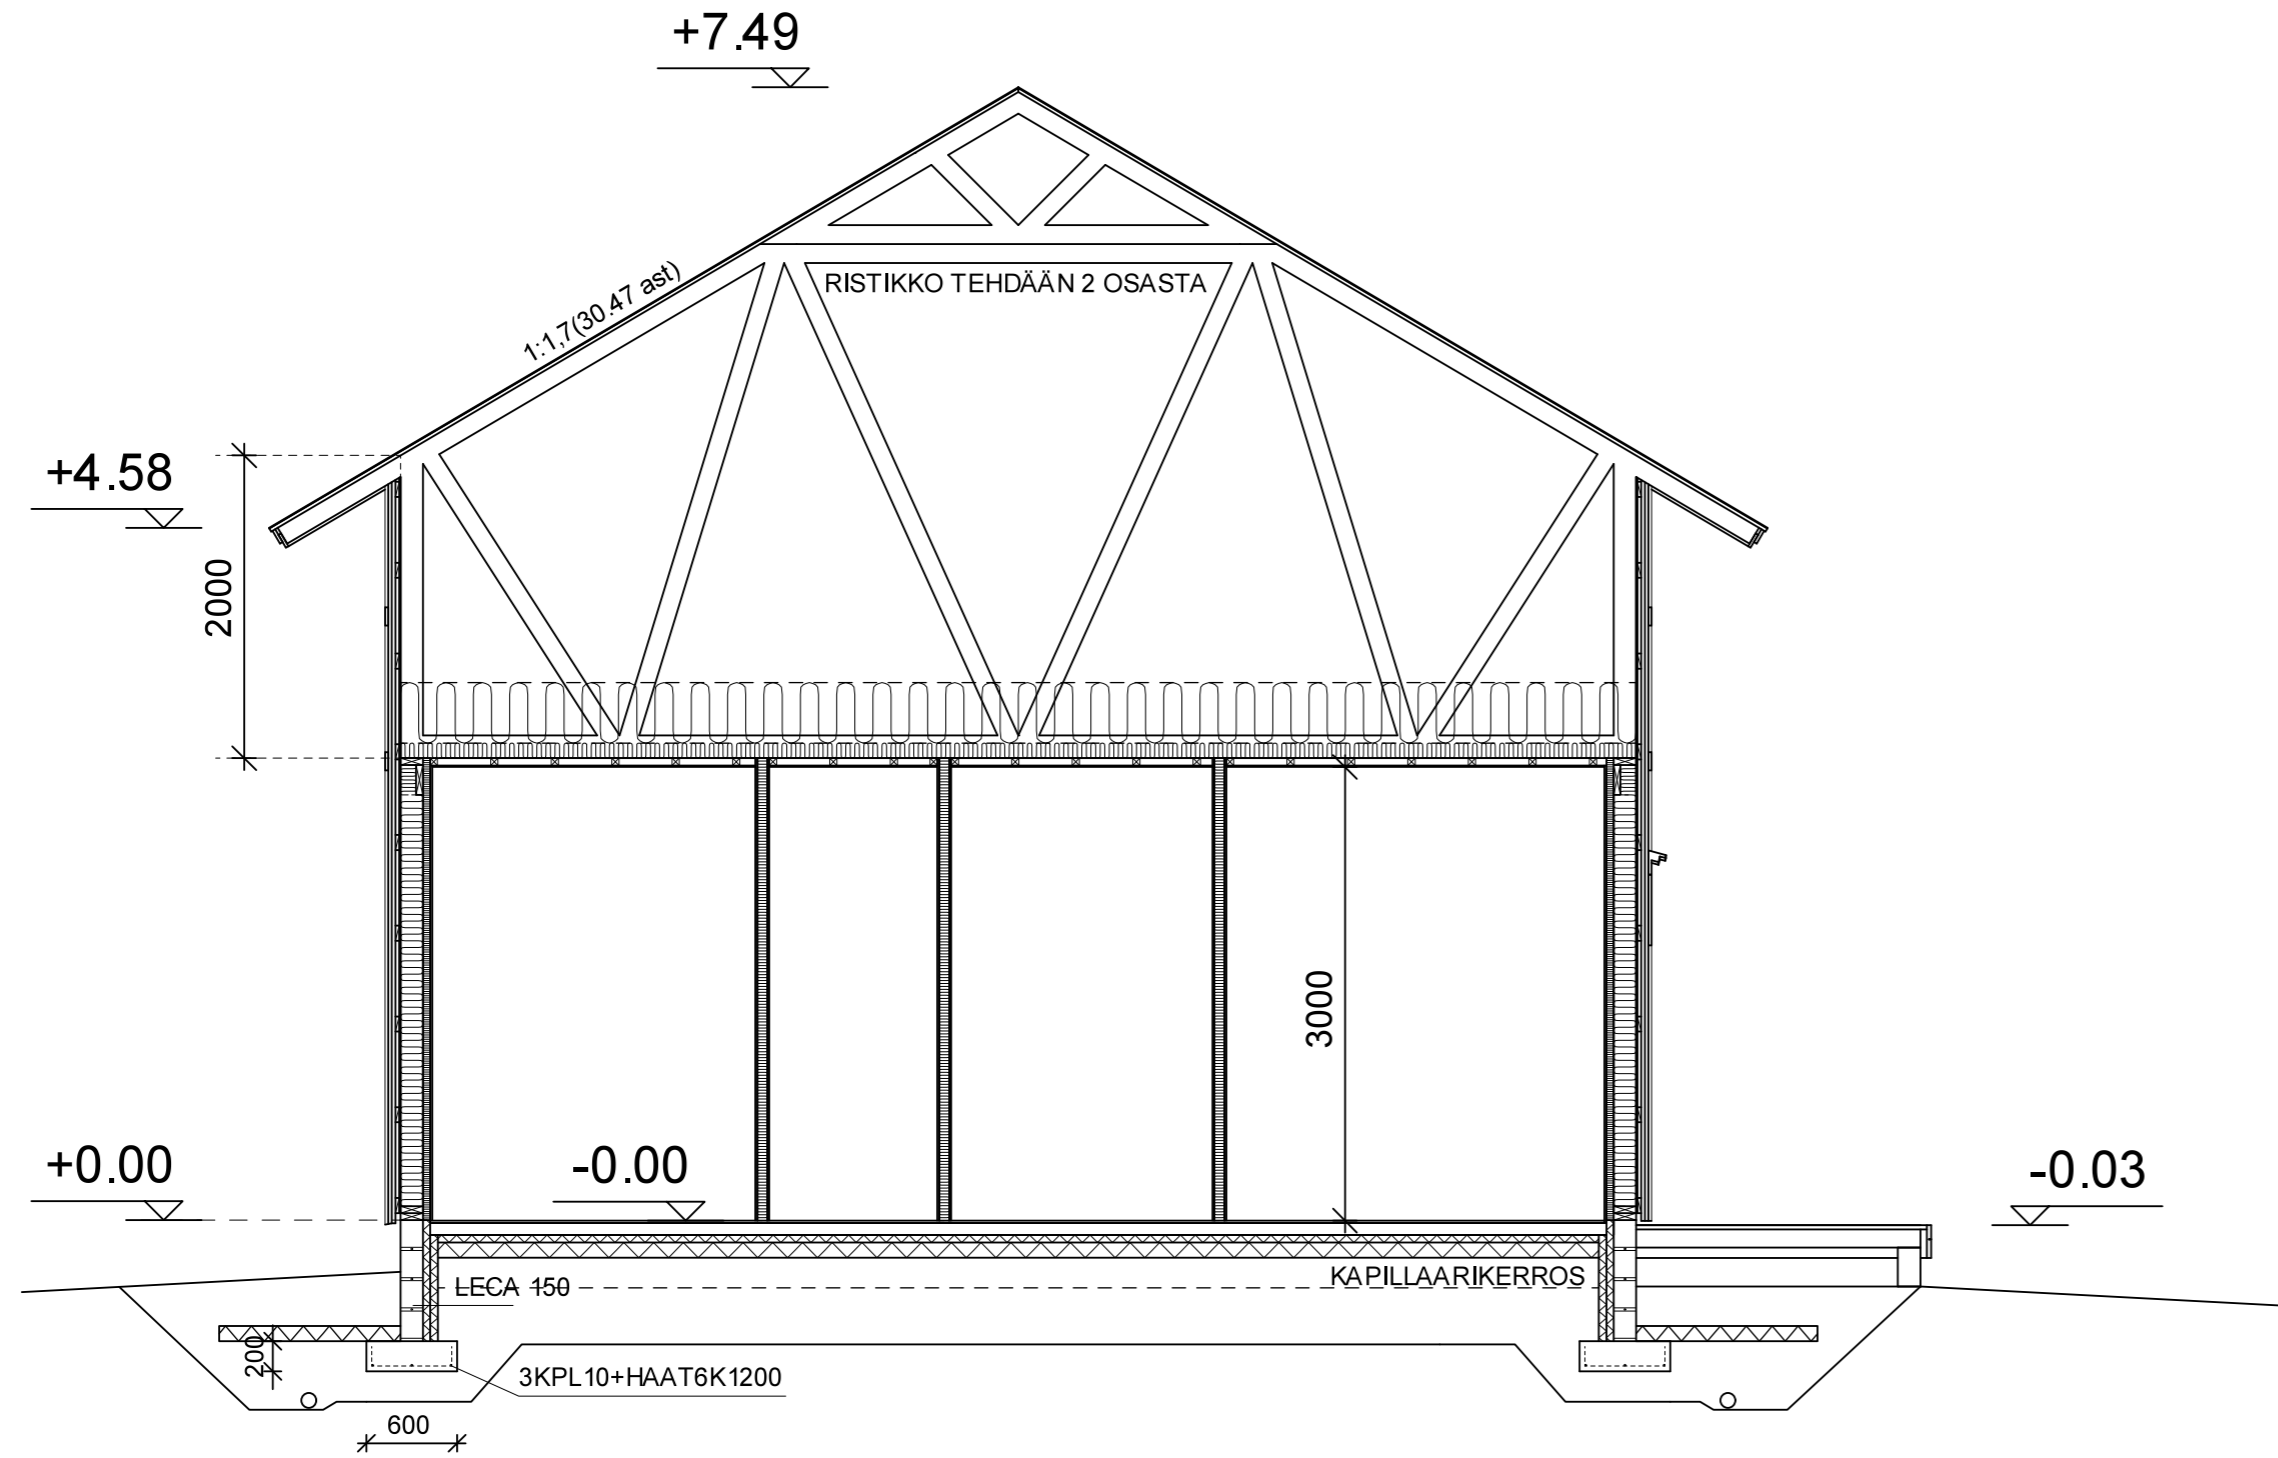 +7.49
RISTIKKO TEHDÄÄN 2 OSASTA
1:1,7(30.47 ast)
+4.58
2000
3000
+0.00
-0.00
-0.03
LECA 150
KAPILLAARIKERROS
200
3KPL10+HAAT6K1200
600